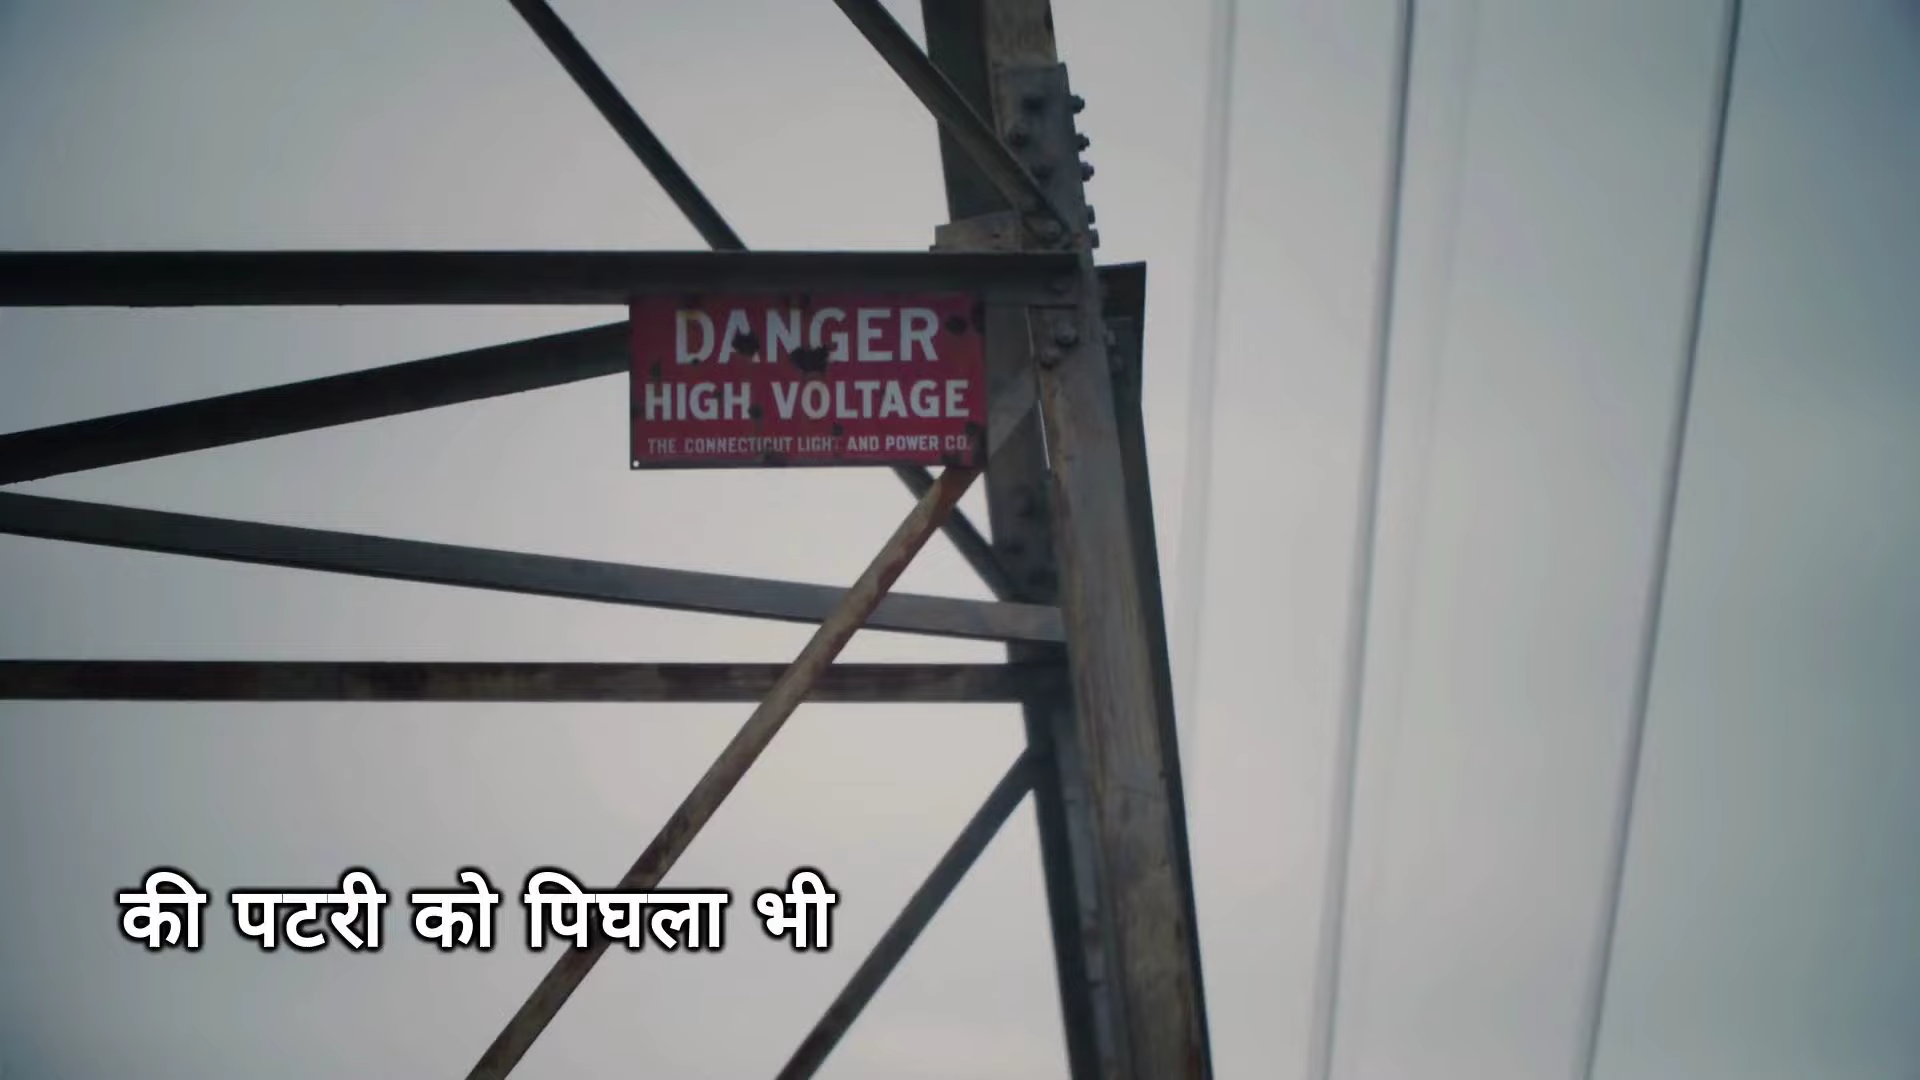 DANGER
HIGH VOLTAGE
THE CONNECTICUT LIGHT AND POWER CO.
की पटरी को पिघला भी